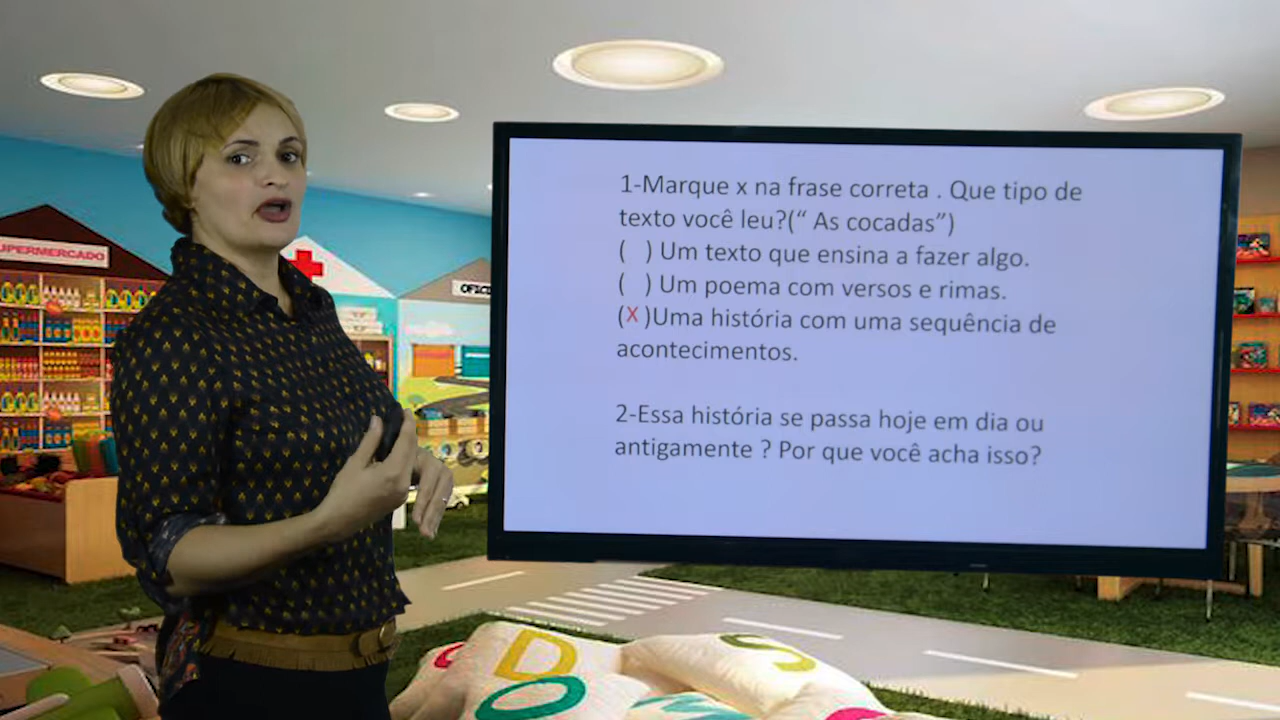 UPERMERCADO
OFICI
1-Marque x na frase correta . Que tipo de
texto você leu?(“ As cocadas”)
( ) Um texto que ensina a fazer algo.
( ) Um poema com versos e rimas.
(X)Uma história com uma sequência de
acontecimentos.
2-Essa história se passa hoje em dia ou
antigamente ? Por que você acha isso?
D
O
S